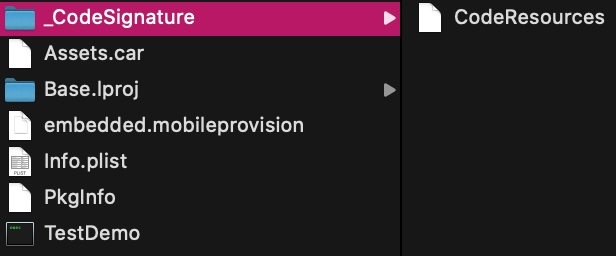 _CodeSignature
Assets.car
Base.lproj
embedded.mobileprovision
Info.plist
PkgInfo
TestDemo
CodeResources